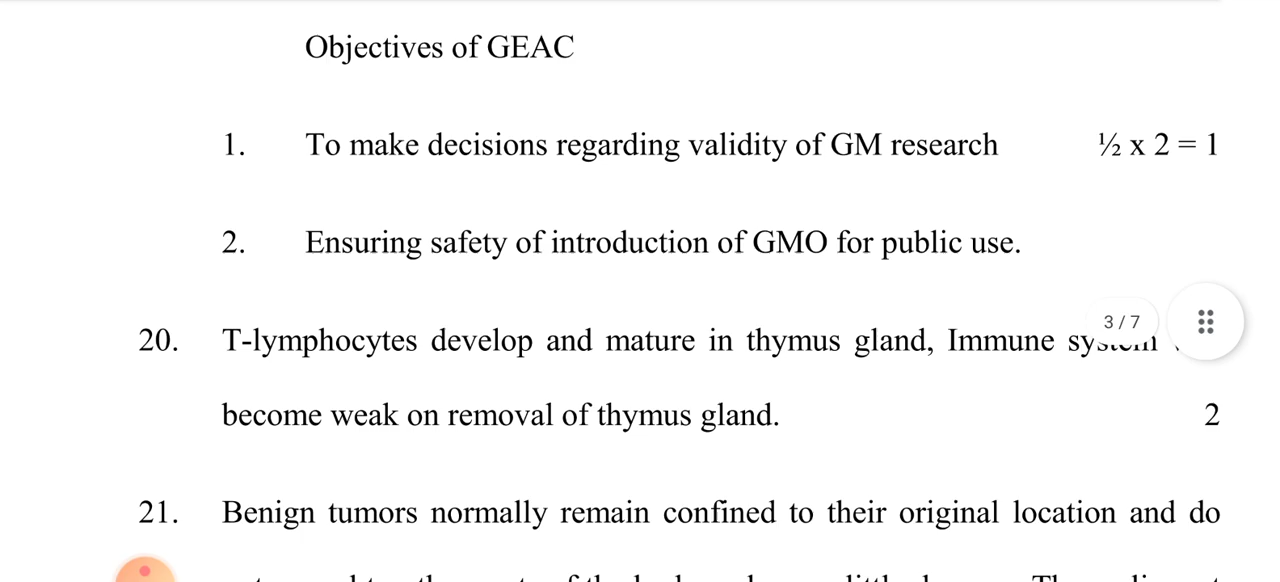 Objectives of GEAC
1. To make decisions regarding validity of GM research ½ x 2 = 1
2. Ensuring safety of introduction of GMO for public use.
3 / 7
20. T-lymphocytes develop and mature in thymus gland, Immune system
become weak on removal of thymus gland. 2
21. Benign tumors normally remain confined to their original location and do